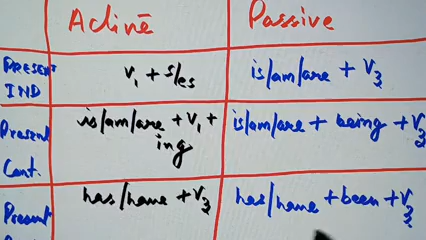 Active Passive
PRESENT IND V1 + s/es is/am/are + V3
Present Cont. is/am/are + V1 + ing is/am/are + being + V3
Present has/have + V3 has/have + been + V3